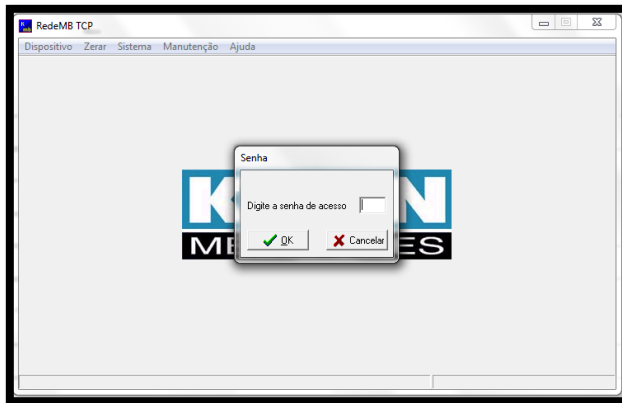 RedeMB TCP
Dispositivo Zerar Sistema Manutenção Ajuda
Senha
Digite a senha de acesso
OK Cancelar